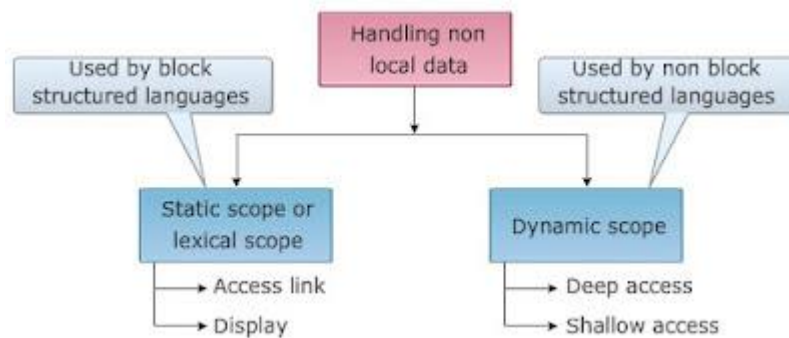 Handling non
local data
Used by block
structured languages
Used by non block
structured languages
Static scope or
lexical scope
Dynamic scope
Access link
Display
Deep access
Shallow access